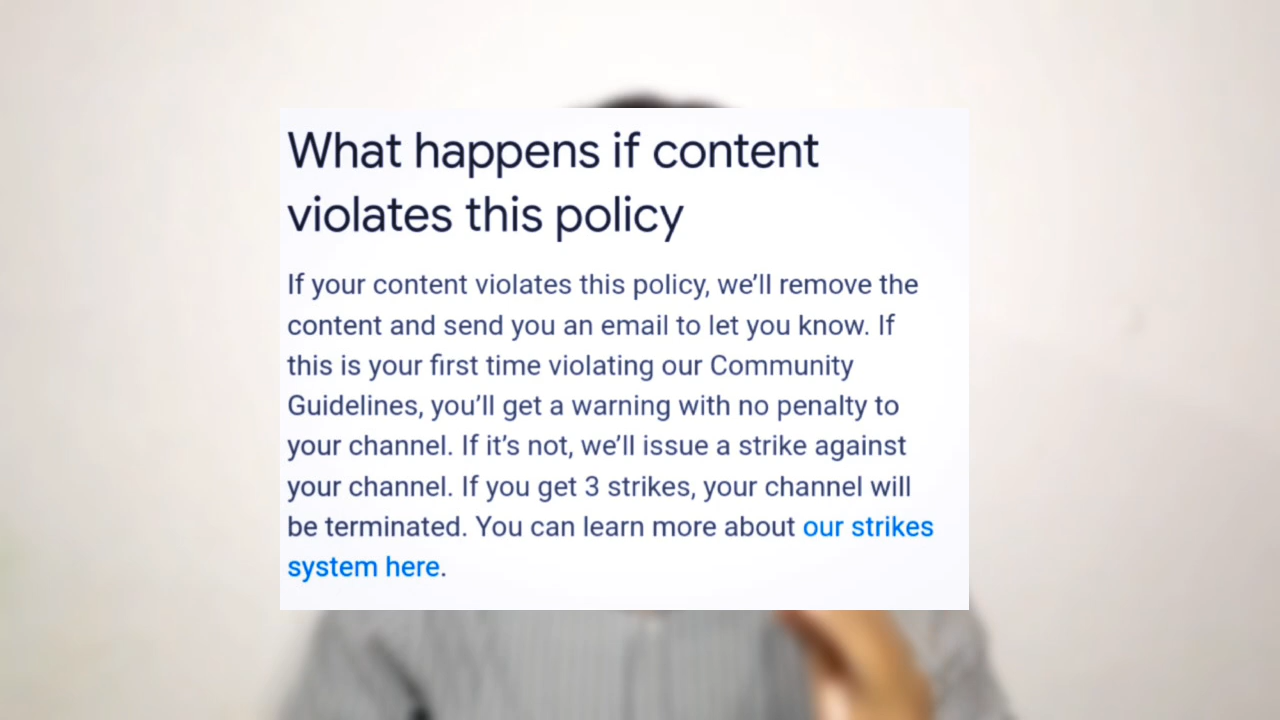 What happens if content
violates this policy
If your content violates this policy, we’ll remove the
content and send you an email to let you know. If
this is your first time violating our Community
Guidelines, you’ll get a warning with no penalty to
your channel. If it’s not, we’ll issue a strike against
your channel. If you get 3 strikes, your channel will
be terminated. You can learn more about our strikes
system here.